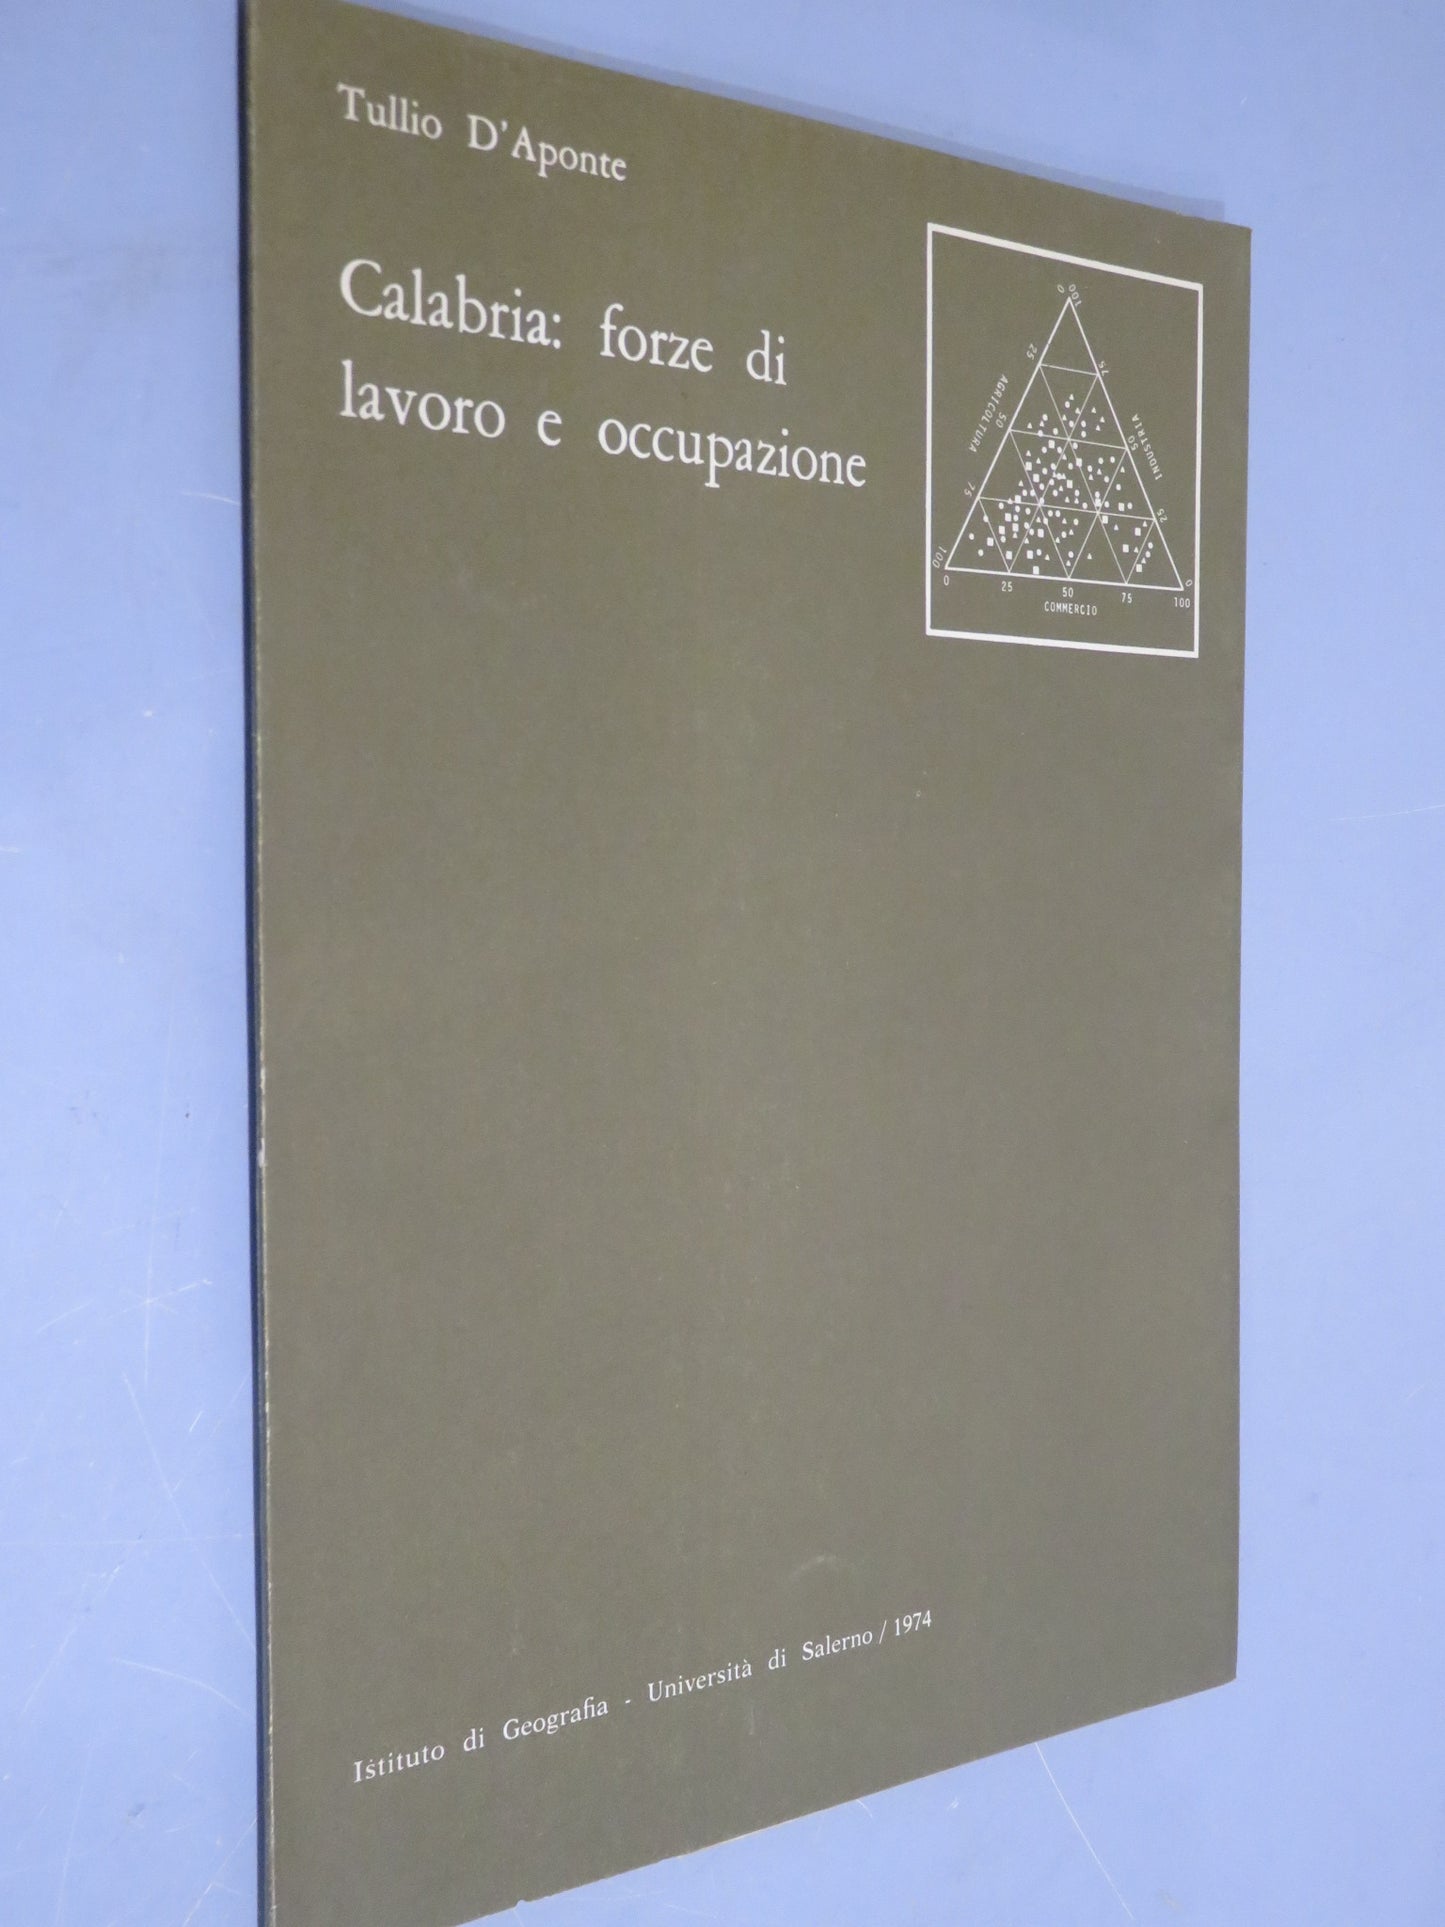 Tullio D'Aponte
Calabria: forze di
lavoro e occupazione
0
100
25
75
AGRICOLTURA
50
50
INDUSTRIA
75
25
100
0
0
25
50
75
100
COMMERCIO
Istituto di Geografia - Università di Salerno / 1974